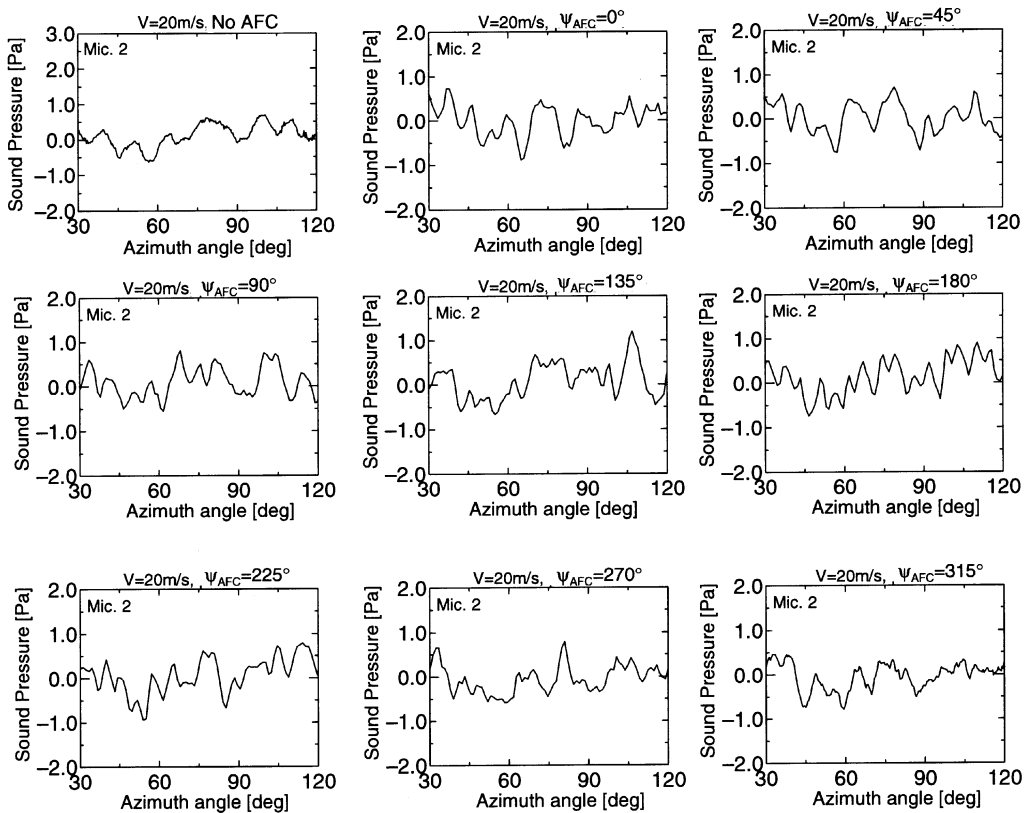 V=20m/s, No AFC
Mic. 2
Sound Pressure [Pa]
3.0
2.0
1.0
0.0
−1.0
−2.0
30 60 90 120
Azimuth angle [deg]
V=20m/s, ΨAFC=0°
Mic. 2
Sound Pressure [Pa]
2.0
1.0
0.0
−1.0
−2.0
30 60 90 120
Azimuth angle [deg]
V=20m/s, ΨAFC=45°
Mic. 2
Sound Pressure [Pa]
2.0
1.0
0.0
−1.0
−2.0
30 60 90 120
Azimuth angle [deg]
V=20m/s ΨAFC=90°
Mic. 2
Sound Pressure [Pa]
2.0
1.0
0.0
−1.0
−2.0
30 60 90 120
Azimuth angle [deg]
V=20m/s, ΨAFC=135°
Mic. 2
Sound Pressure [Pa]
2.0
1.0
0.0
−1.0
−2.0
30 60 90 120
Azimuth angle [deg]
V=20m/s, ΨAFC=180°
Mic. 2
Sound Pressure [Pa]
2.0
1.0
0.0
−1.0
−2.0
30 60 90 120
Azimuth angle [deg]
V=20m/s, ΨAFC=225°
Mic. 2
Sound Pressure [Pa]
2.0
1.0
0.0
−1.0
−2.0
30 60 90 120
Azimuth angle [deg]
V=20m/s, ΨAFC=270°
Mic. 2
Sound Pressure [Pa]
2.0
1.0
0.0
−1.0
−2.0
30 60 90 120
Azimuth angle [deg]
V=20m/s, ΨAFC=315°
Mic. 2
Sound Pressure [Pa]
2.0
1.0
0.0
−1.0
−2.0
30 60 90 120
Azimuth angle [deg]